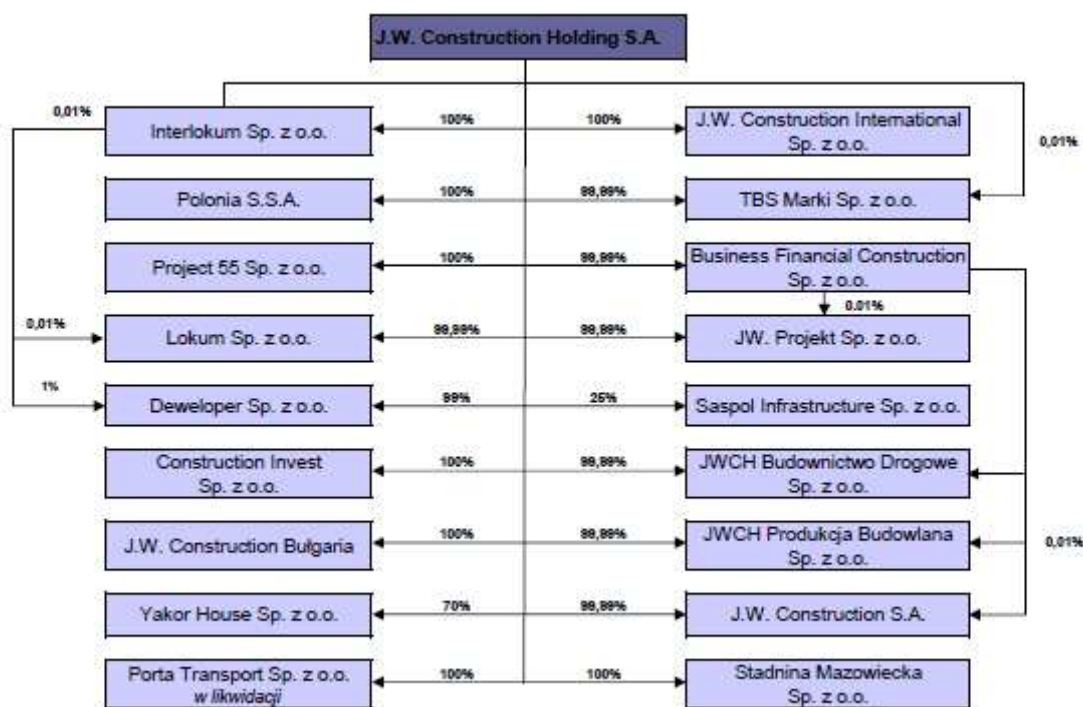 J.W. Construction Holding S.A.
0,01%
Interlokum Sp. z o.o.
100%
100%
J.W. Construction International
Sp. z o.o.
0,01%
Polonia S.S.A.
100%
99,99%
TBS Marki Sp. z o.o.
Project 55 Sp. z o.o.
100%
99,99%
Business Financial Construction
Sp. z o.o.
0.01%
0,01%
Lokum Sp. z o.o.
99,99%
99,99%
JW. Projekt Sp. z o.o.
1%
Deweloper Sp. z o.o.
99%
25%
Saspol Infrastructure Sp. z o.o.
Construction Invest
Sp. z o.o.
100%
99,99%
JWCH Budownictwo Drogowe
Sp. z o.o.
J.W. Construction Bułgaria
100%
99,99%
JWCH Produkcja Budowlana
Sp. z o.o.
0,01%
Yakor House Sp. z o.o.
70%
99,99%
J.W. Construction S.A.
Porta Transport Sp. z o.o.
w likwidacji
100%
100%
Stadnina Mazowiecka
Sp. z o.o.